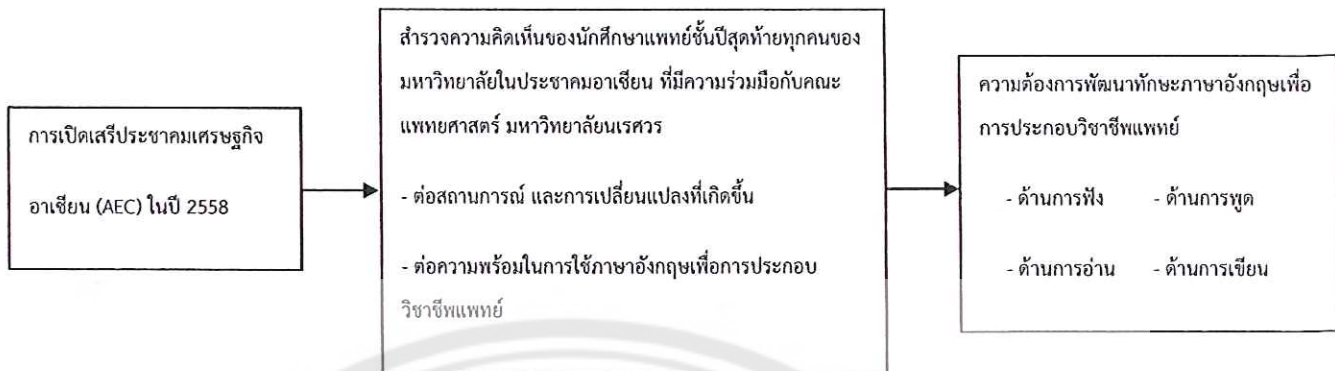 การเปิดเสรีประชาคมเศรษฐกิจ
อาเซียน (AEC) ในปี 2558
สำรวจความคิดเห็นของนักศึกษาแพทย์ชั้นปีสุดท้ายทุกคนของ
มหาวิทยาลัยในประชาคมอาเซียน ที่มีความร่วมมือกับคณะ
แพทยศาสตร์ มหาวิทยาลัยนเรศวร
- ต่อสถานการณ์ และการเปลี่ยนแปลงที่เกิดขึ้น
- ต่อความพร้อมในการใช้ภาษาอังกฤษเพื่อการประกอบ
วิชาชีพแพทย์
ความต้องการพัฒนาทักษะภาษาอังกฤษเพื่อ
การประกอบวิชาชีพแพทย์
- ด้านการฟัง - ด้านการพูด
- ด้านการอ่าน - ด้านการเขียน